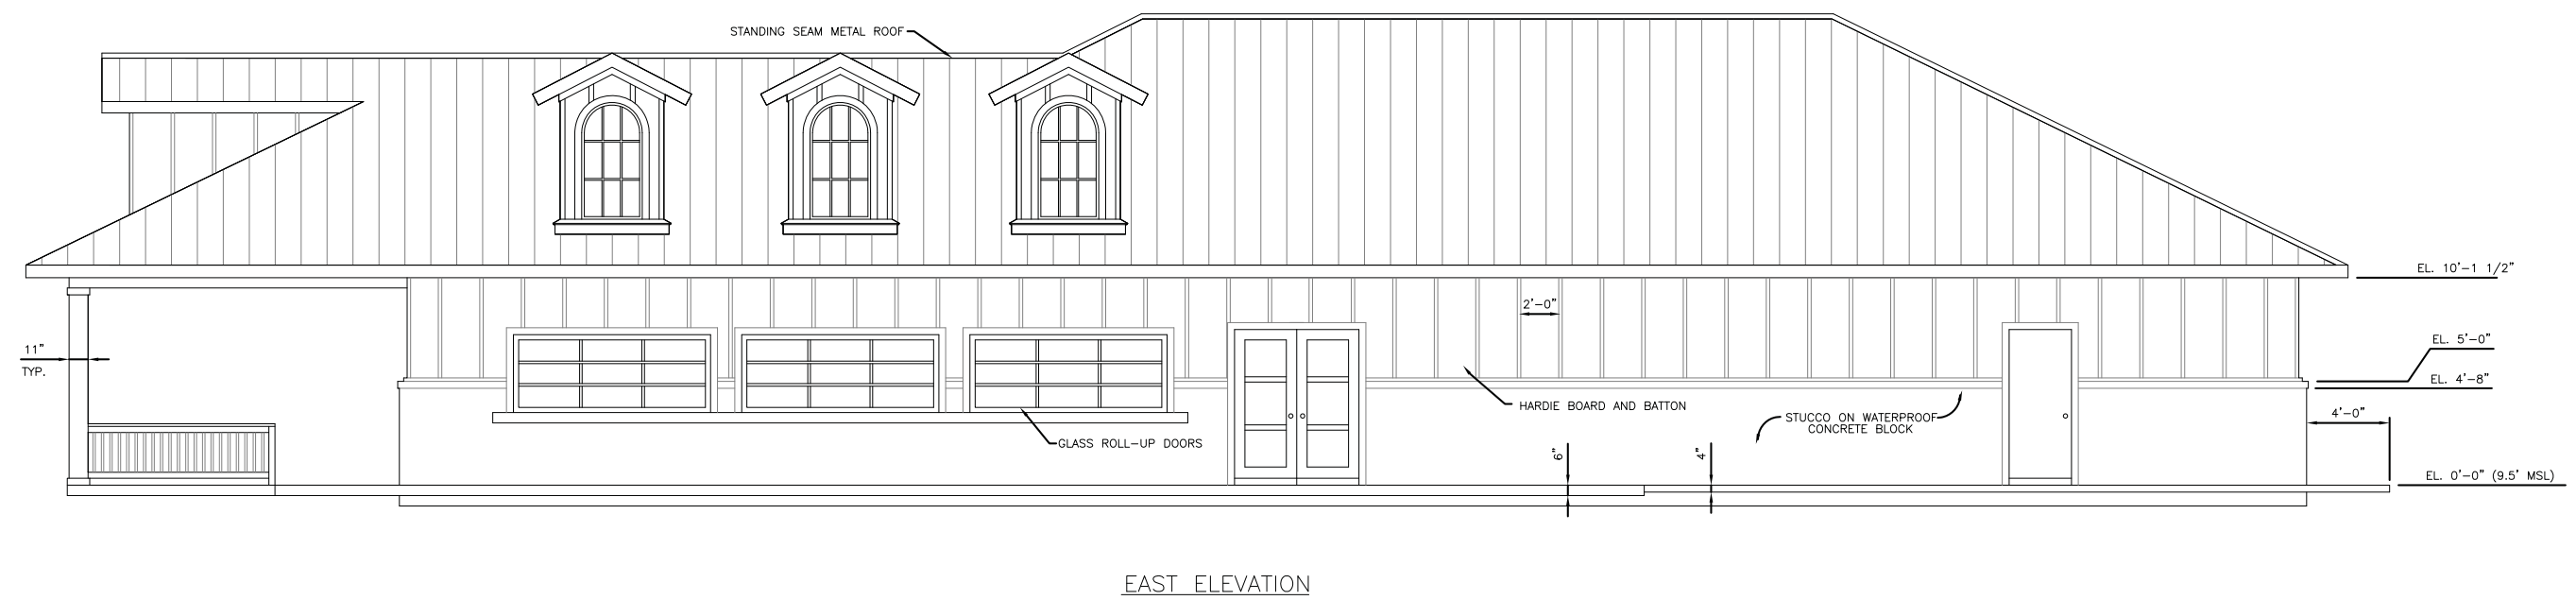 STANDING SEAM METAL ROOF
EL. 10'-1 1/2"
2'-0"
11"
TYP.
EL. 5'-0"
EL. 4'-8"
HARDIE BOARD AND BATTON
4'-0"
STUCCO ON WATERPROOF
CONCRETE BLOCK
GLASS ROLL-UP DOORS
6"
4"
EL. 0'-0" (9.5' MSL)
EAST ELEVATION